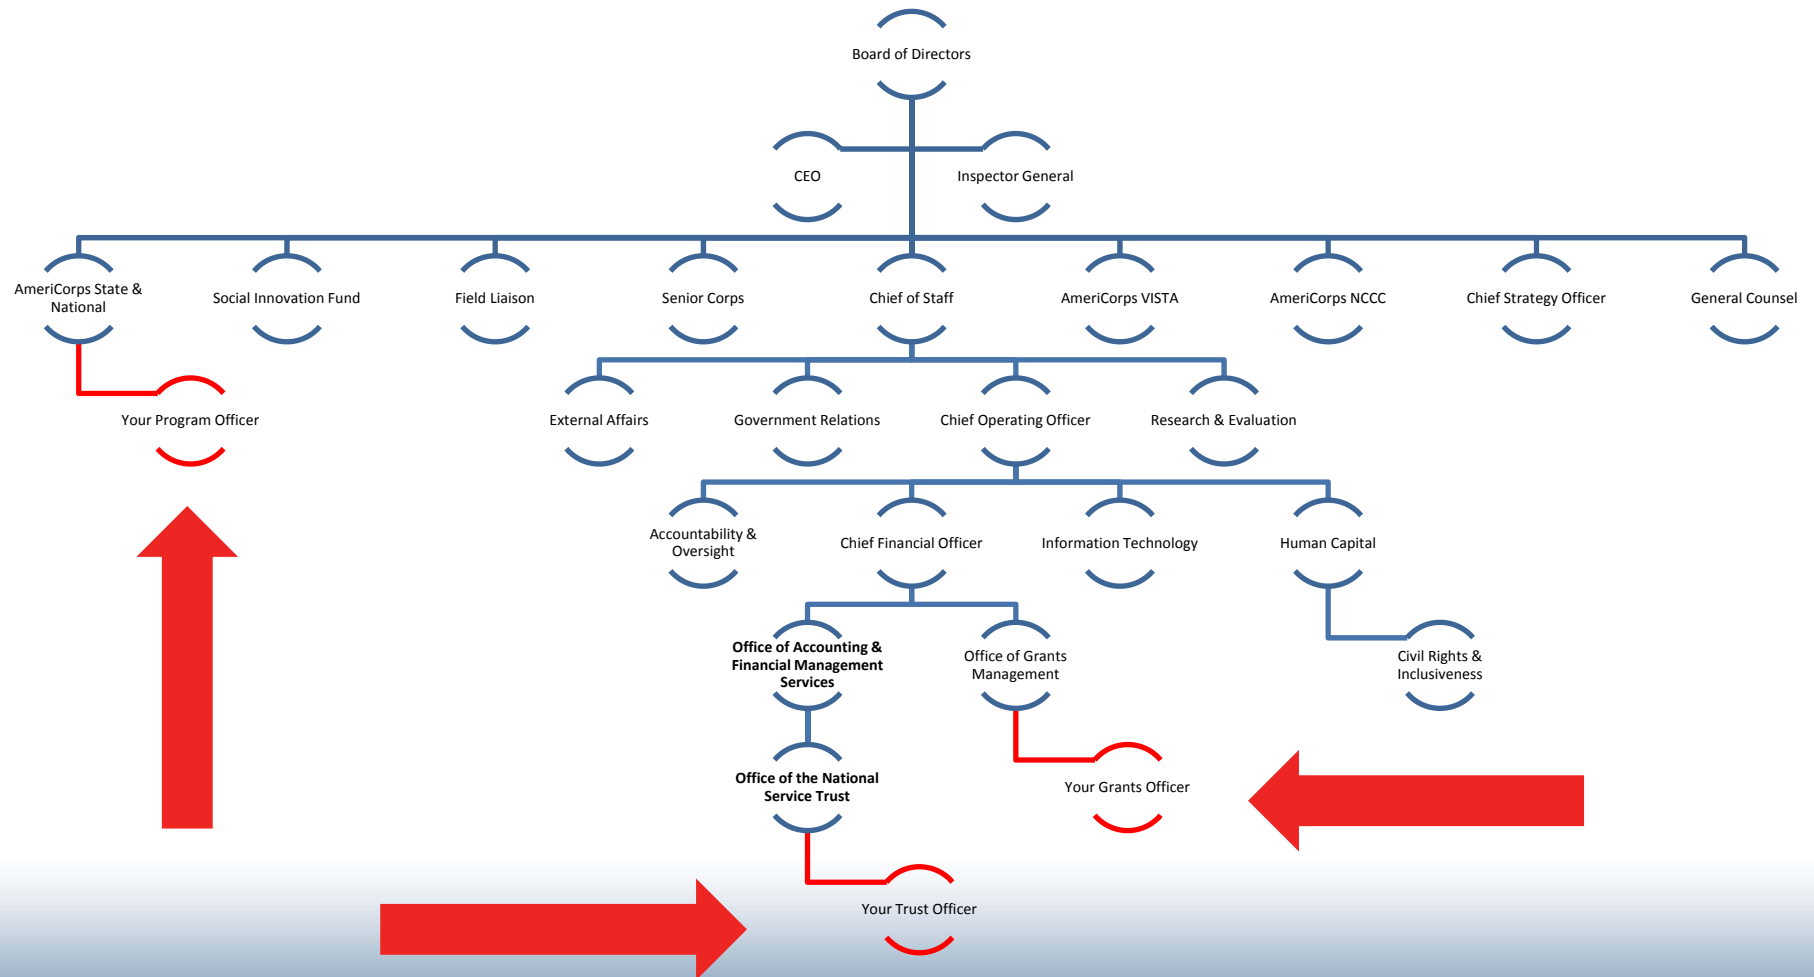 Board of Directors
CEO
Inspector General
AmeriCorps State &
National
Social Innovation Fund
Field Liaison
Senior Corps
Chief of Staff
AmeriCorps VISTA
AmeriCorps NCCC
Chief Strategy Officer
General Counsel
Your Program Officer
External Affairs
Government Relations
Chief Operating Officer
Research & Evaluation
Accountability &
Oversight
Chief Financial Officer
Information Technology
Human Capital
Office of Accounting &
Financial Management
Services
Office of Grants
Management
Civil Rights &
Inclusiveness
Office of the National
Service Trust
Your Grants Officer
Your Trust Officer